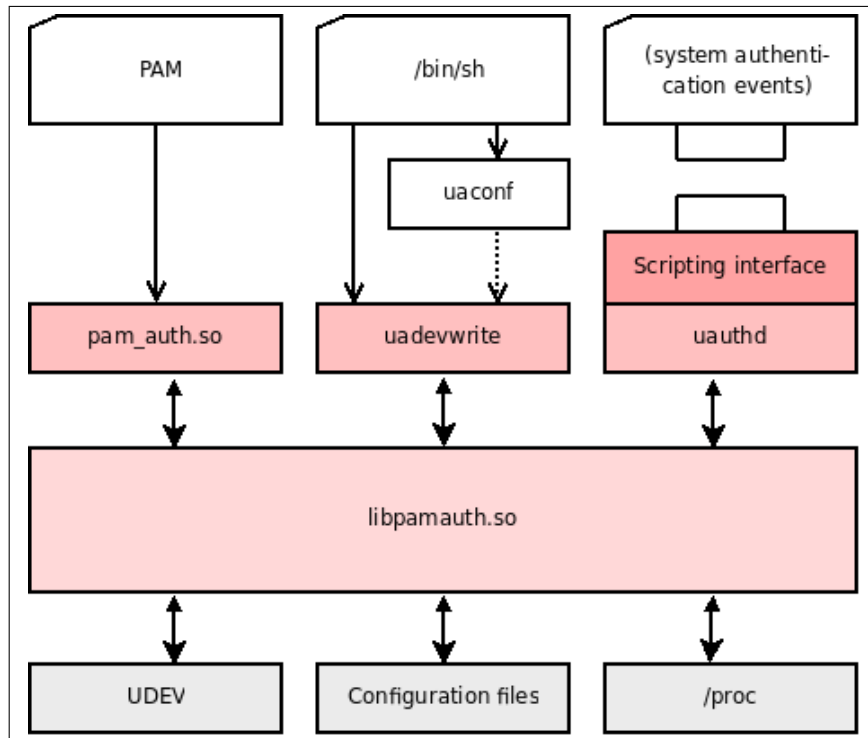 PAM
/bin/sh
(system authenti-
cation events)
uaconf
Scripting interface
pam_auth.so
uadevwrite
uauthd
libpamauth.so
UDEV
Configuration files
/proc